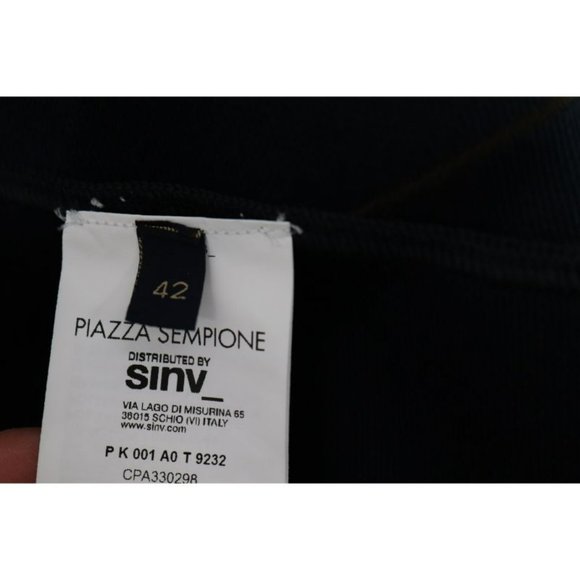 42
PIAZZA SEMPIONE
DISTRIBUTED BY
sınv_
VIA LAGO DI MISURINA 65
36015 SCHIO (VI) ITALY
www.sinv.com
P K 001 A0 T 9232
CPA330298